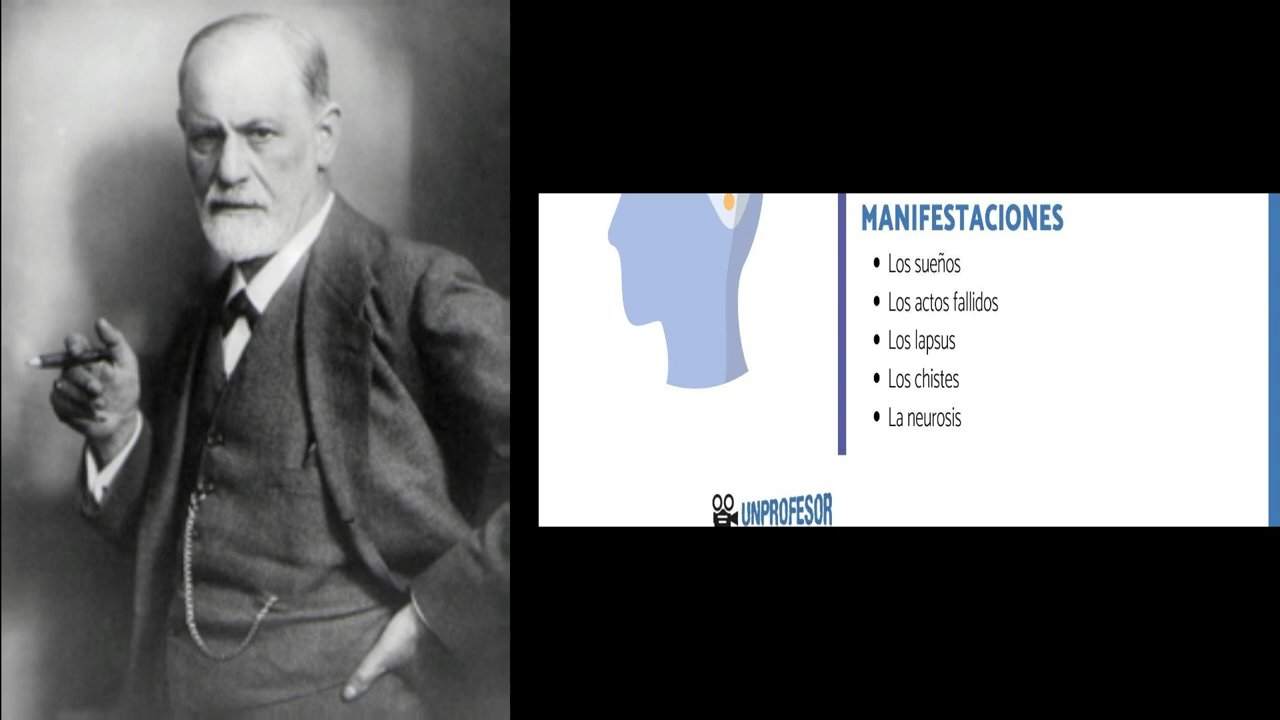 MANIFESTACIONES
• Los sueños
• Los actos fallidos
• Los lapsus
• Los chistes
• La neurosis
UNPROFESOR